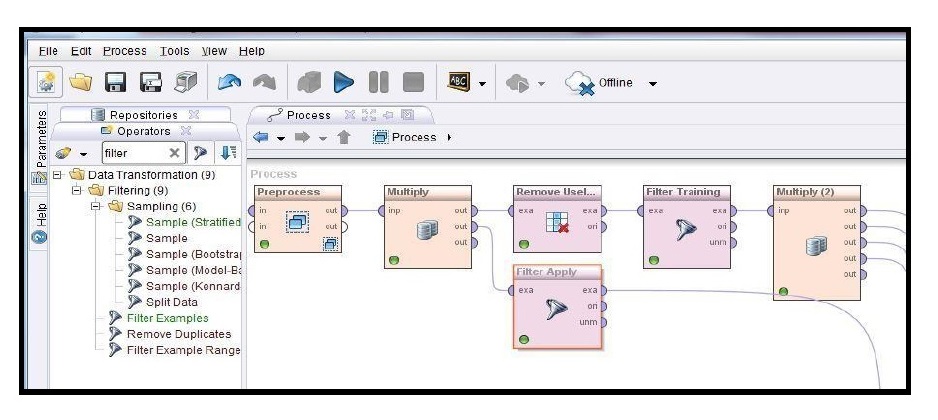 File Edit Process Tools View Help
ABC Offline
Parameters
Help
Repositories
Operators
filter
Data Transformation (9)
Filtering (9)
Sampling (6)
Sample (Stratified
Sample
Sample (Bootstrap
Sample (Model-Ba
Sample (Kennard
Split Data
Filter Examples
Remove Duplicates
Filter Example Range
Process
Process
Process
Preprocess
in out
in out
Multiply
inp out
out
out
Remove Usel...
exa exa
ori
Filter Training
exa exa
ori
unm
Multiply (2)
inp out
out
out
out
out
Filter Apply
exa exa
ori
unm